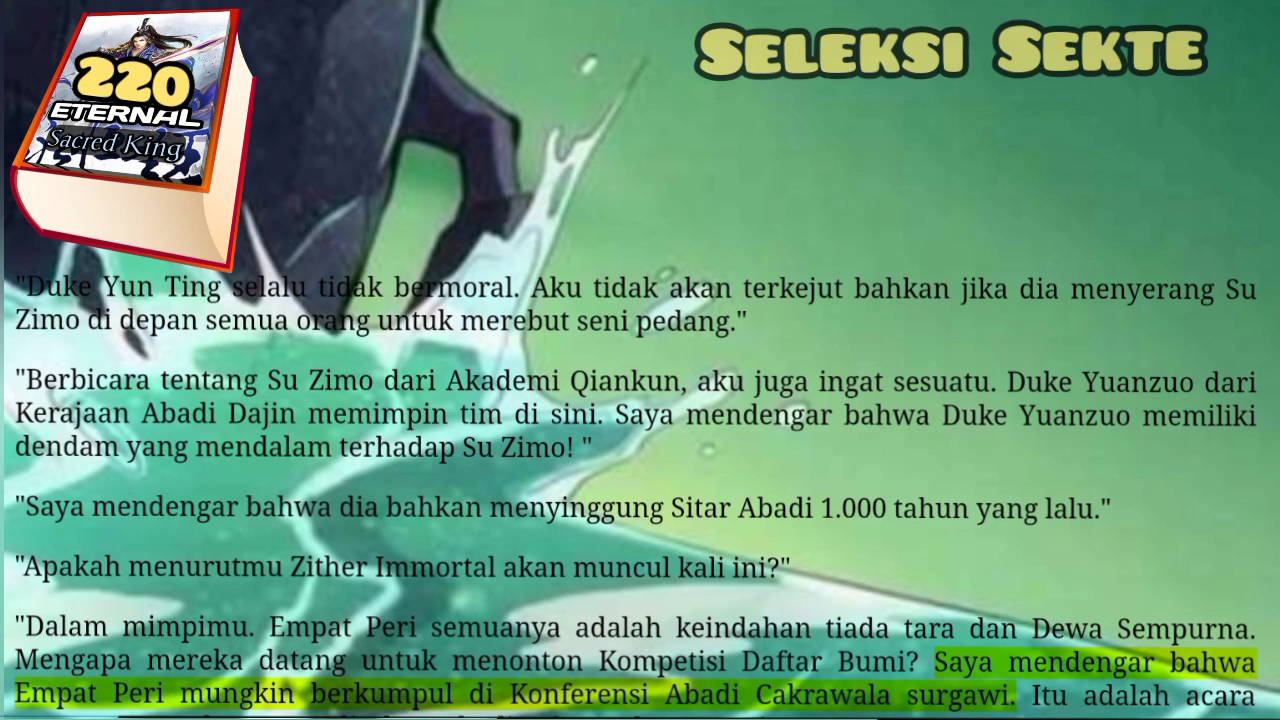 SELEKSI SEKTE
220
ETERNAL
Sacred King
"Duke Yun Ting selalu tidak bermoral. Aku tidak akan terkejut bahkan jika dia menyerang Su
Zimo di depan semua orang untuk merebut seni pedang."
"Berbicara tentang Su Zimo dari Akademi Qiankun, aku juga ingat sesuatu. Duke Yuanzuo dari
Kerajaan Abadi Dajin memimpin tim di sini. Saya mendengar bahwa Duke Yuanzuo memiliki
dendam yang mendalam terhadap Su Zimo! "
"Saya mendengar bahwa dia bahkan menyinggung Sitar Abadi 1.000 tahun yang lalu."
"Apakah menurutmu Zither Immortal akan muncul kali ini?"
"Dalam mimpimu. Empat Peri semuanya adalah keindahan tiada tara dan Dewa Sempurna.
Mengapa mereka datang untuk menonton Kompetisi Daftar Bumi? Saya mendengar bahwa
Empat Peri mungkin berkumpul di Konferensi Abadi Cakrawala surgawi. Itu adalah acara